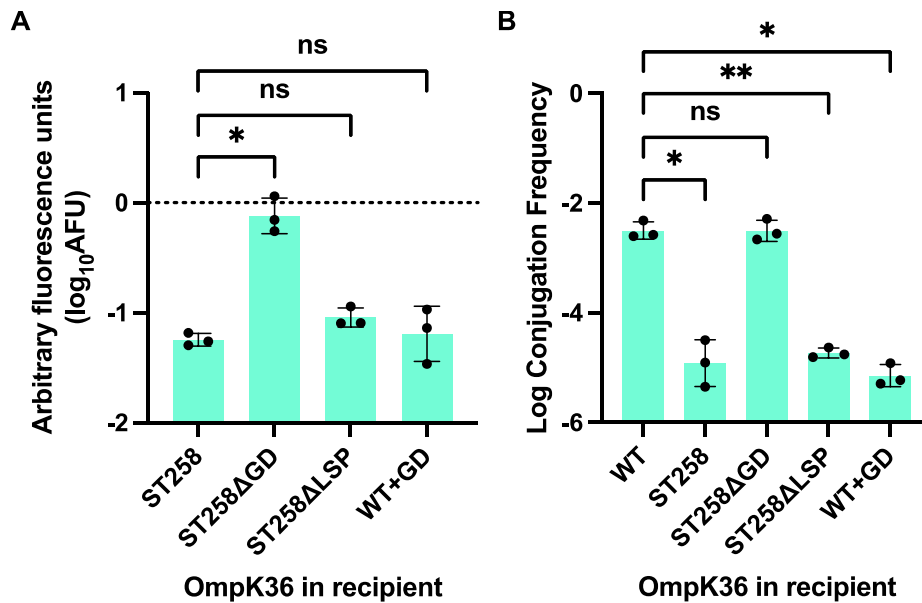 A
Arbitrary fluorescence units
(log₁₀AFU)
1
0
-1
-2
ns
ns
*
ST258
ST258ΔGD
ST258ΔLSP
WT+GD
OmpK36 in recipient
B
Log Conjugation Frequency
0
-2
-4
-6
*
**
ns
*
WT
ST258
ST258ΔGD
ST258ΔLSP
WT+GD
OmpK36 in recipient